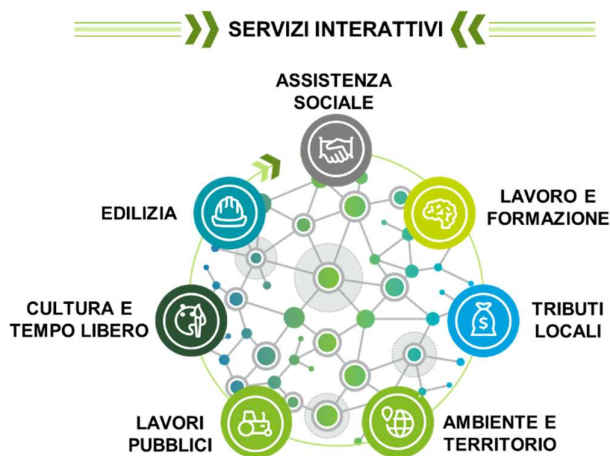 SERVIZI INTERATTIVI
ASSISTENZA
SOCIALE
LAVORO E
FORMAZIONE
EDILIZIA
CULTURA E
TEMPO LIBERO
TRIBUTI
LOCALI
$
LAVORI
PUBBLICI
AMBIENTE E
TERRITORIO